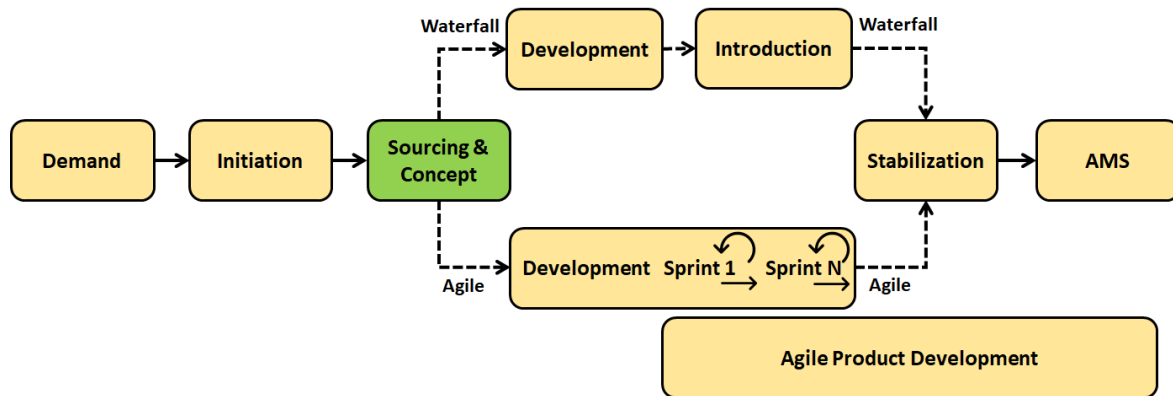 Waterfall
Development
Introduction
Waterfall
Demand
Initiation
Sourcing &
Concept
Stabilization
AMS
Development Sprint 1 Sprint N
Agile
Agile
Agile Product Development